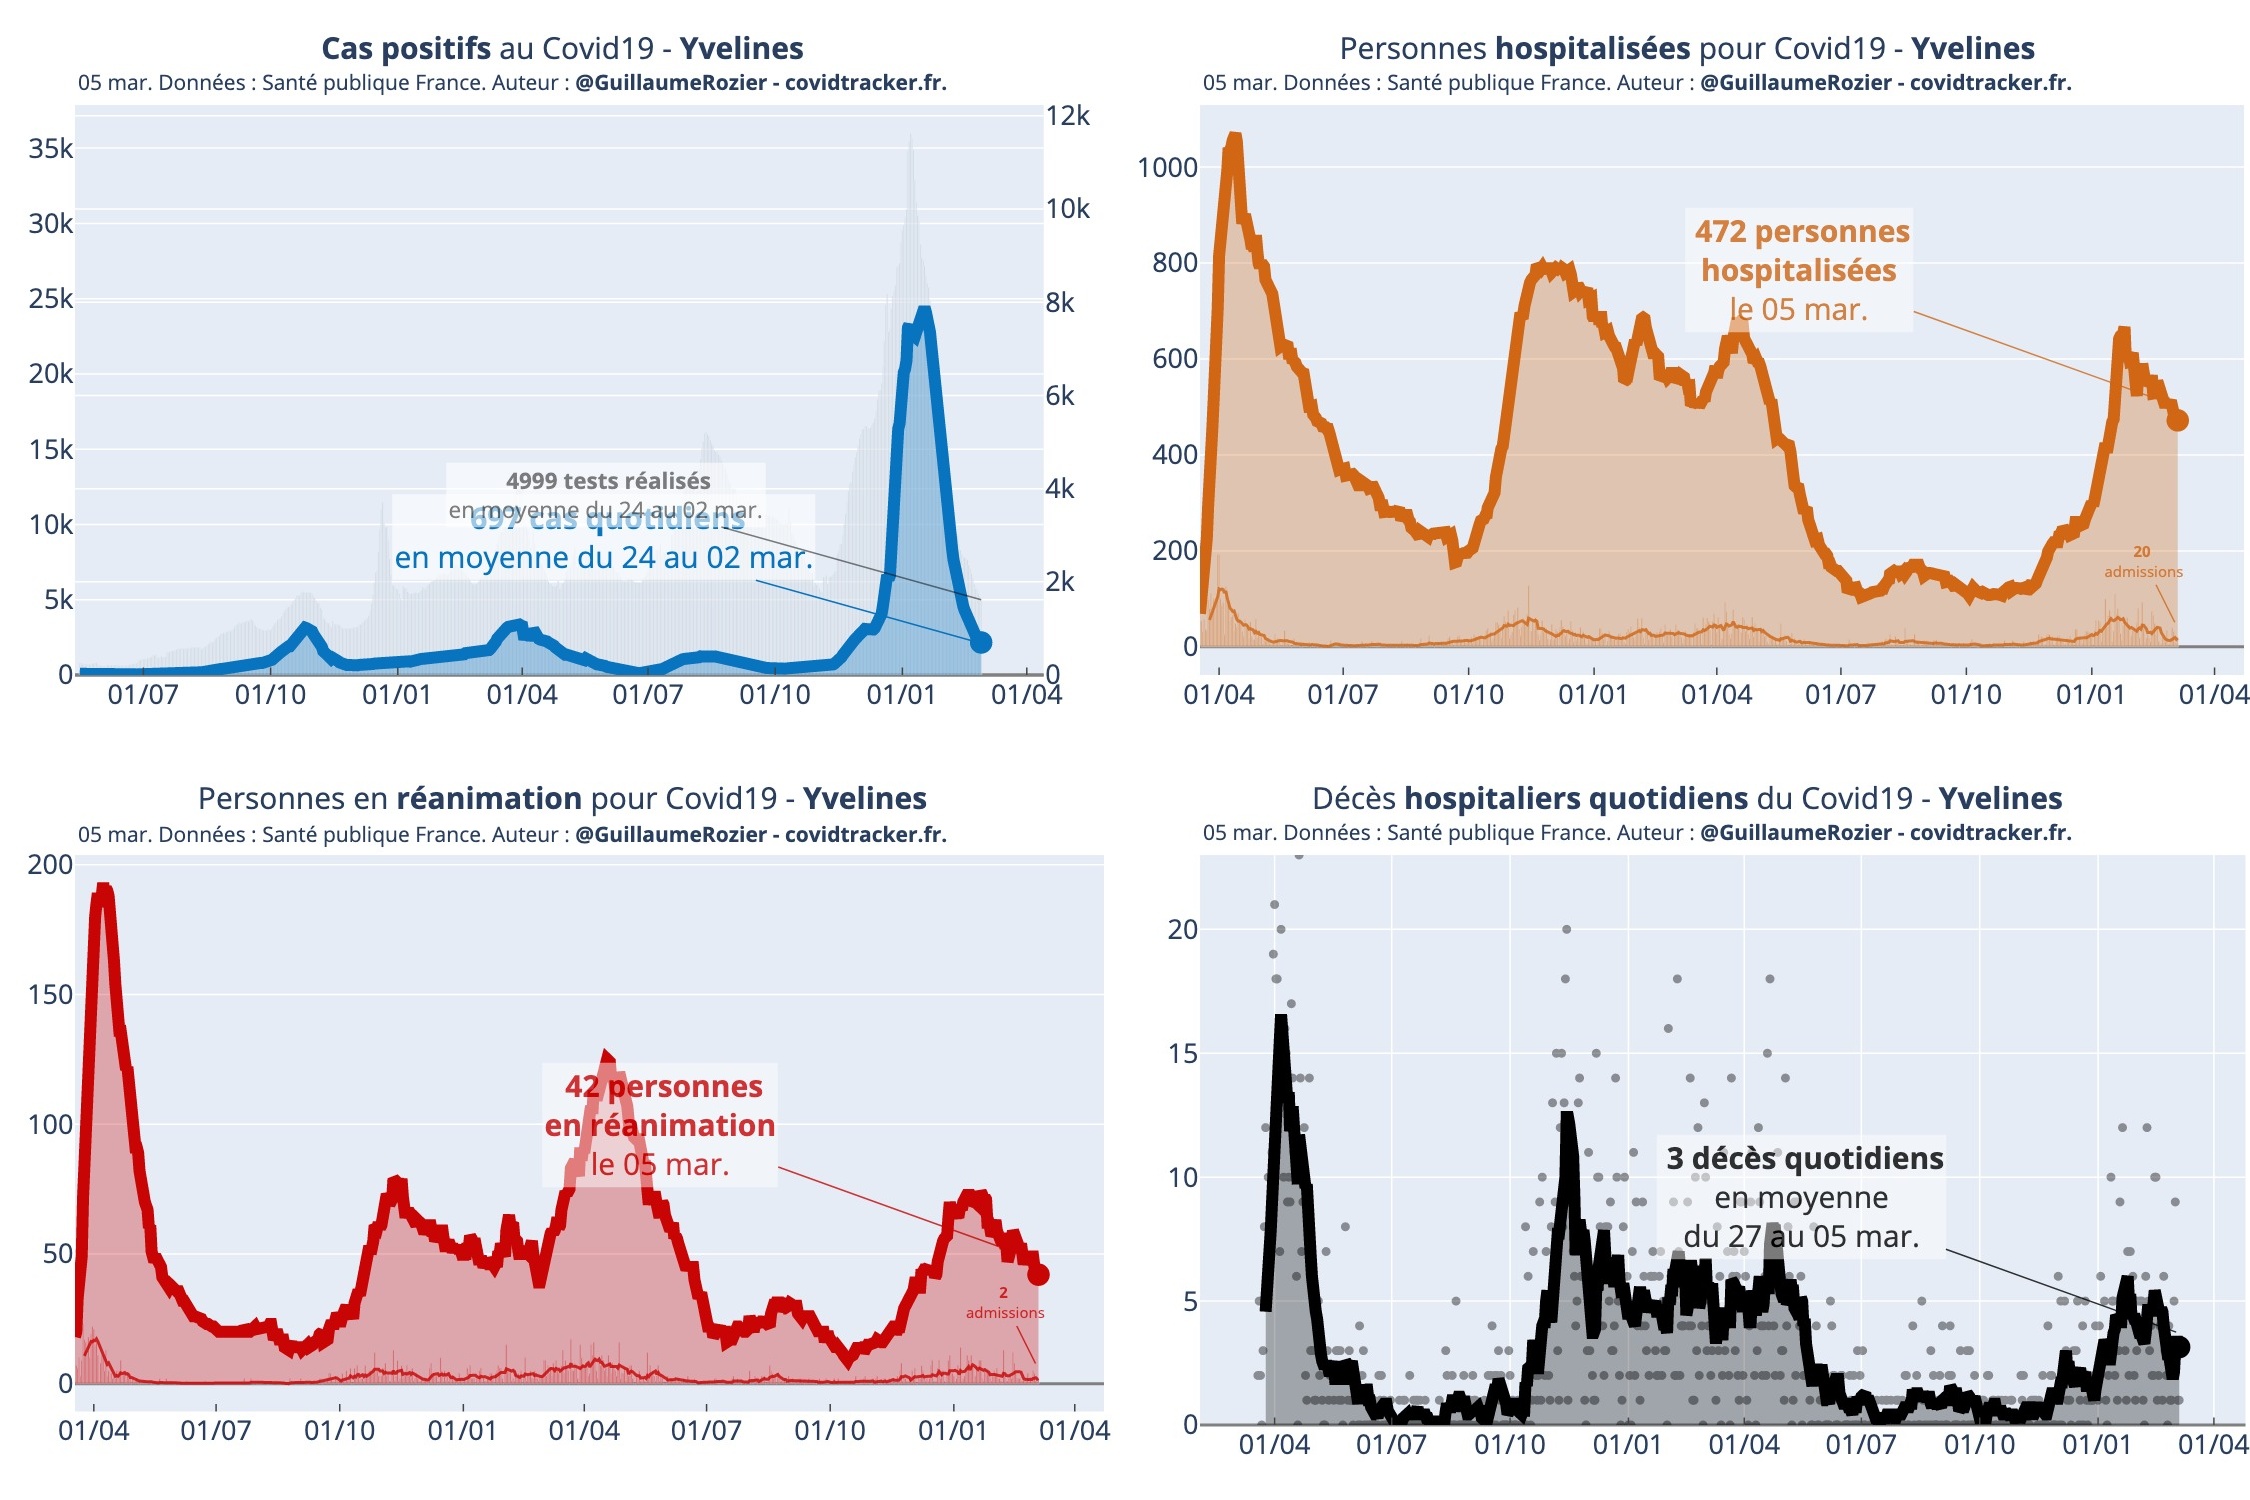 Cas positifs au Covid19 - Yvelines
05 mar. Données : Santé publique France. Auteur : @GuillaumeRozier - covidtracker.fr.
12k
35k
10k
30k
25k
8k
20k
6k
15k
4999 tests réalisés
4k
en moyenne du 24 au 02 mar.
697 cas quotidiens
10k
en moyenne du 24 au 02 mar.
2k
5k
0
0
01/07
01/10
01/01
01/04
01/07
01/10
01/01
01/04
Personnes hospitalisées pour Covid19 - Yvelines
05 mar. Données : Santé publique France. Auteur : @GuillaumeRozier - covidtracker.fr.
1000
472 personnes
hospitalisées
le 05 mar.
800
600
400
200
20
admissions
0
01/04
01/07
01/10
01/01
01/04
01/07
01/10
01/01
01/04
Personnes en réanimation pour Covid19 - Yvelines
05 mar. Données : Santé publique France. Auteur : @GuillaumeRozier - covidtracker.fr.
200
150
42 personnes
en réanimation
le 05 mar.
100
50
2
admissions
0
01/04
01/07
01/10
01/01
01/04
01/07
01/10
01/01
01/04
Décès hospitaliers quotidiens du Covid19 - Yvelines
05 mar. Données : Santé publique France. Auteur : @GuillaumeRozier - covidtracker.fr.
20
15
3 décès quotidiens
en moyenne
du 27 au 05 mar.
10
5
0
01/04
01/07
01/10
01/01
01/04
01/07
01/10
01/01
01/04